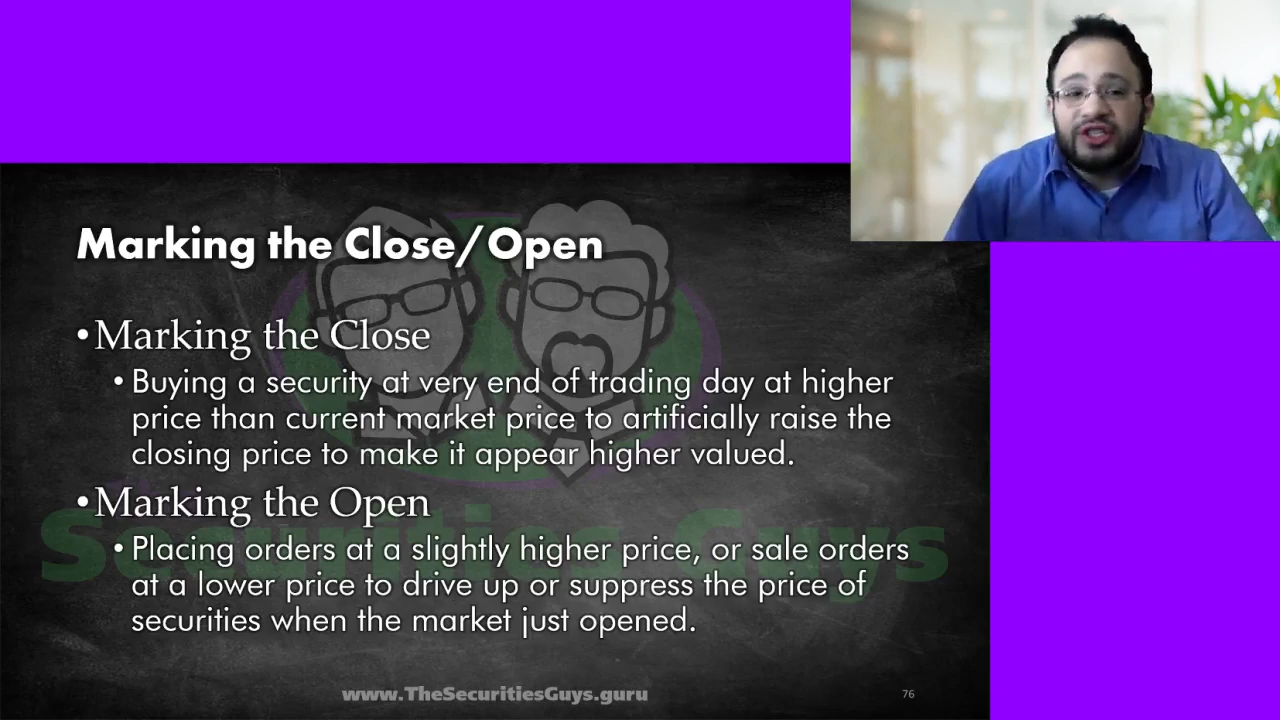 Marking the Close/Open
•Marking the Close
•Buying a security at very end of trading day at higher
price than current market price to artificially raise the
closing price to make it appear higher valued.
•Marking the Open
•Placing orders at a slightly higher price, or sale orders
at a lower price to drive up or suppress the price of
securities when the market just opened.
Securities Guys
www.TheSecuritiesGuys.guru
76